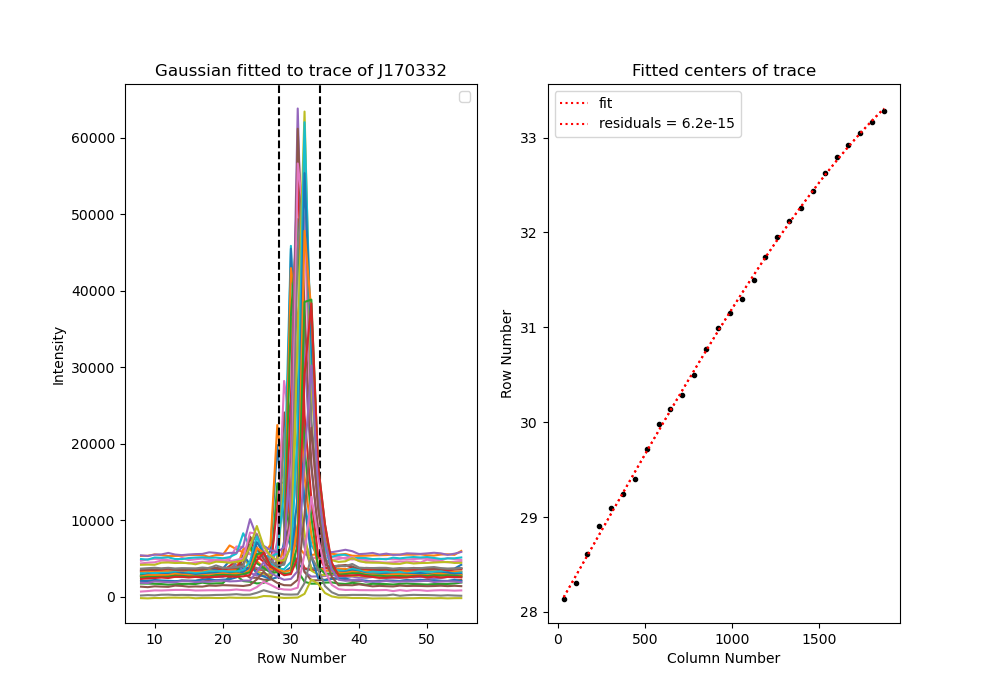 Gaussian fitted to trace of J170332
60000
50000
40000
30000
20000
10000
0
Intensity
10
20
30
40
50
Row Number
Fitted centers of trace
fit
residuals = 6.2e-15
33
32
31
30
29
28
Row Number
0
500
1000
1500
Column Number